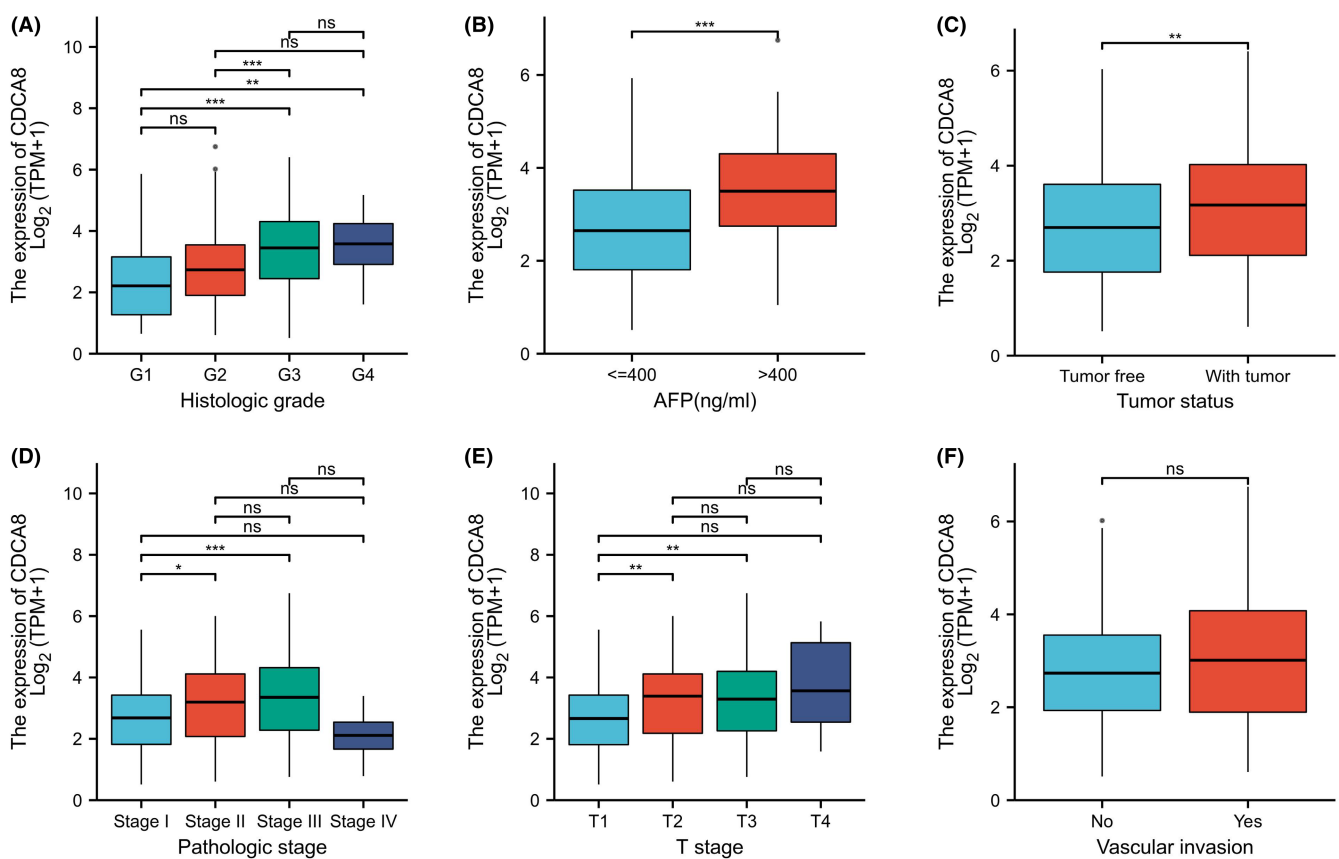 (A)
The expression of CDCA8
Log2 (TPM+1)
10
8
6
4
2
0
ns
ns
***
**
***
ns
G1 G2 G3 G4
Histologic grade
(B)
The expression of CDCA8
Log2 (TPM+1)
6
4
2
0
***
<=400 >400
AFP(ng/ml)
(C)
The expression of CDCA8
Log2 (TPM+1)
6
4
2
0
**
Tumor free With tumor
Tumor status
(D)
The expression of CDCA8
Log2 (TPM+1)
10
8
6
4
2
0
ns
ns
ns
ns
***
*
Stage I Stage II Stage III Stage IV
Pathologic stage
(E)
The expression of CDCA8
Log2 (TPM+1)
10
8
6
4
2
0
ns
ns
ns
ns
**
**
T1 T2 T3 T4
T stage
(F)
The expression of CDCA8
Log2 (TPM+1)
6
4
2
0
ns
No Yes
Vascular invasion